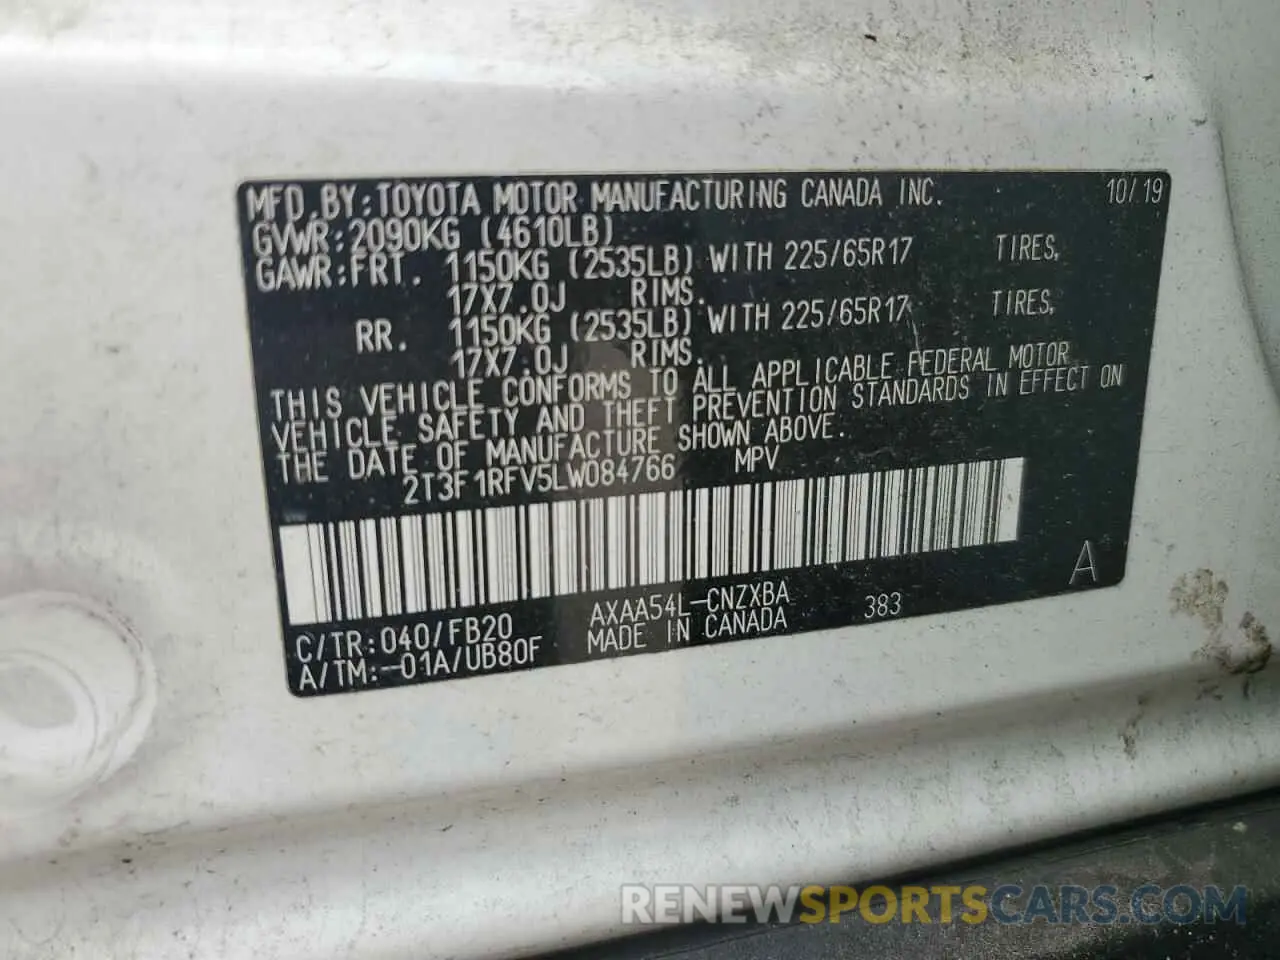 MFD.BY:TOYOTA MOTOR MANUFACTURING CANADA INC. 10/19
GVWR:2090KG (4610LB)
GAWR:FRT. 1150KG (2535LB) WITH 225/65R17 TIRES,
17X7.0J RIMS.
RR. 1150KG (2535LB) WITH 225/65R17 TIRES,
17X7.0J RIMS.
THIS VEHICLE CONFORMS TO ALL APPLICABLE FEDERAL MOTOR
VEHICLE SAFETY AND THEFT PREVENTION STANDARDS IN EFFECT ON
THE DATE OF MANUFACTURE SHOWN ABOVE.
2T3F1RFV5LW084766 MPV
A
C/TR:040/FB20 AXAA54L-CNZXBA 383
A/TM:-01A/UB80F MADE IN CANADA
RENEWSPORTSCARS.COM